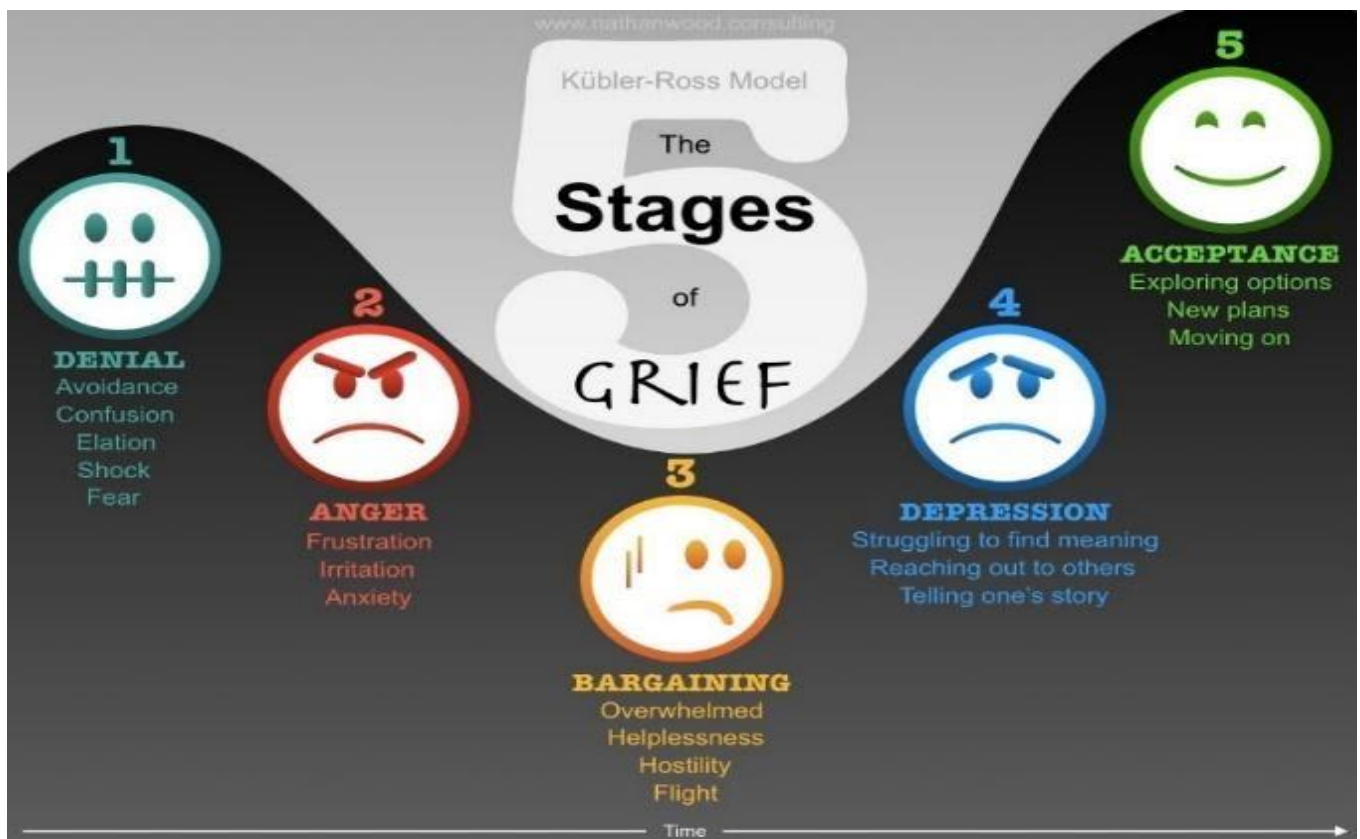 www.nathanwood.consulting
Kübler-Ross Model
The
5
Stages
of
GRIEF
1
DENIAL
Avoidance
Confusion
Elation
Shock
Fear
2
ANGER
Frustration
Irritation
Anxiety
3
BARGAINING
Overwhelmed
Helplessness
Hostility
Flight
4
DEPRESSION
Struggling to find meaning
Reaching out to others
Telling one's story
5
ACCEPTANCE
Exploring options
New plans
Moving on
Time